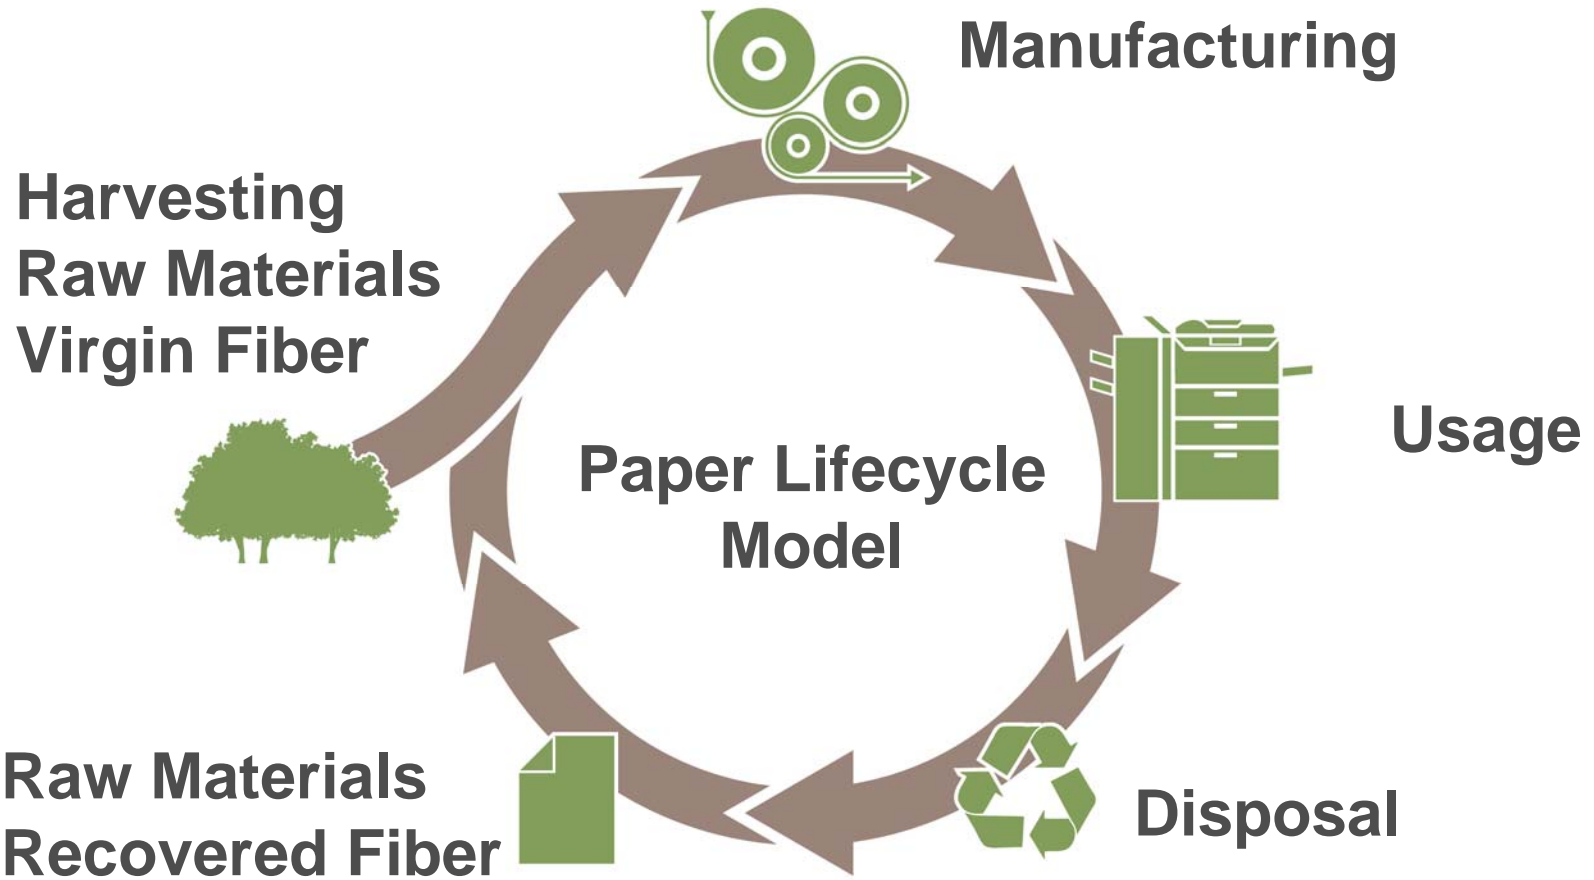 Manufacturing
Harvesting
Raw Materials
Virgin Fiber
Usage
Paper Lifecycle
Model
Raw Materials
Recovered Fiber
Disposal